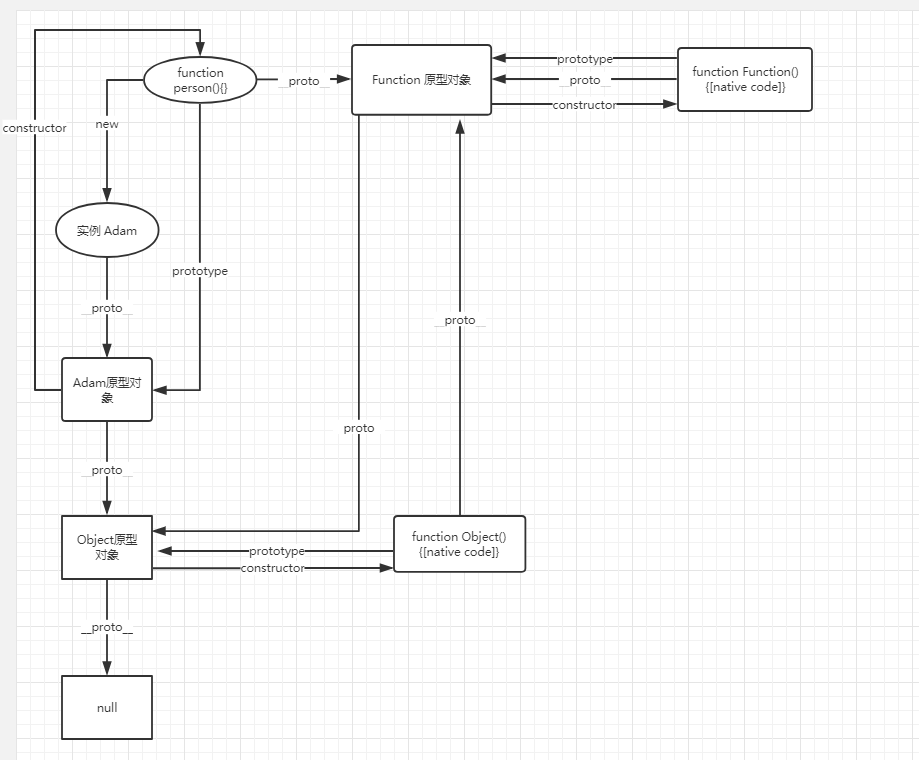 function
person(){}
__proto__
Function 原型对象
prototype
__proto__
constructor
function Function()
{[native code]}
constructor
new
实例 Adam
prototype
__proto__
__proto__
Adam原型对
象
proto
__proto__
Object原型
对象
prototype
constructor
function Object()
{[native code]}
__proto__
null